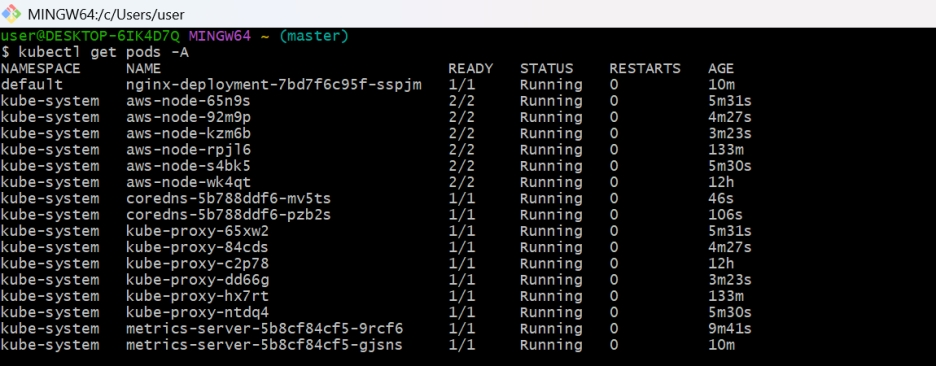 MINGW64:/c/Users/user
user@DESKTOP-6IK4D7Q MINGW64 ~ (master)
$ kubectl get pods -A
NAMESPACE NAME READY STATUS RESTARTS AGE
default nginx-deployment-7bd7f6c95f-sspjm 1/1 Running 0 10m
kube-system aws-node-65n9s 2/2 Running 0 5m31s
kube-system aws-node-92m9p 2/2 Running 0 4m27s
kube-system aws-node-kzm6b 2/2 Running 0 3m23s
kube-system aws-node-rpjl6 2/2 Running 0 133m
kube-system aws-node-s4bk5 2/2 Running 0 5m30s
kube-system aws-node-wk4qt 2/2 Running 0 12h
kube-system coredns-5b788ddf6-mv5ts 1/1 Running 0 46s
kube-system coredns-5b788ddf6-pzb2s 1/1 Running 0 106s
kube-system kube-proxy-65xw2 1/1 Running 0 5m31s
kube-system kube-proxy-84cds 1/1 Running 0 4m27s
kube-system kube-proxy-c2p78 1/1 Running 0 12h
kube-system kube-proxy-dd66g 1/1 Running 0 3m23s
kube-system kube-proxy-hx7rt 1/1 Running 0 133m
kube-system kube-proxy-ntdq4 1/1 Running 0 5m30s
kube-system metrics-server-5b8cf84cf5-9rcf6 1/1 Running 0 9m41s
kube-system metrics-server-5b8cf84cf5-gjsns 1/1 Running 0 10m